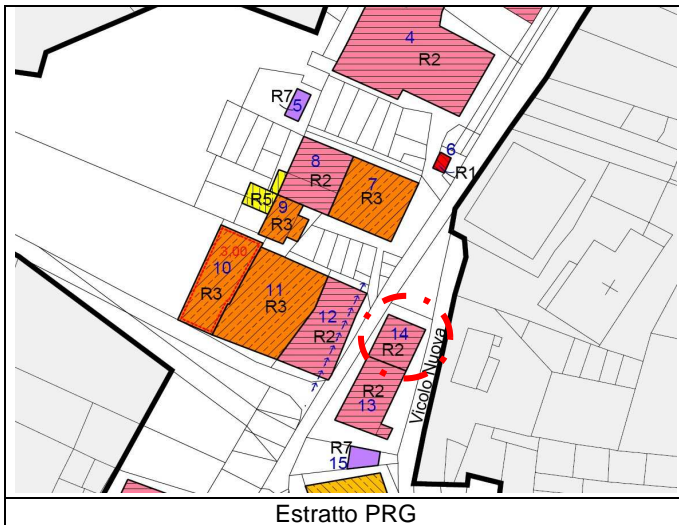 4
R2
R7
5
6
R1
8
R2
7
R3
R5
9
R3
3.00
10
R3
11
R3
12
R2
14
R2
Vicolo Nuova
R2
13
R7
15
Estratto PRG